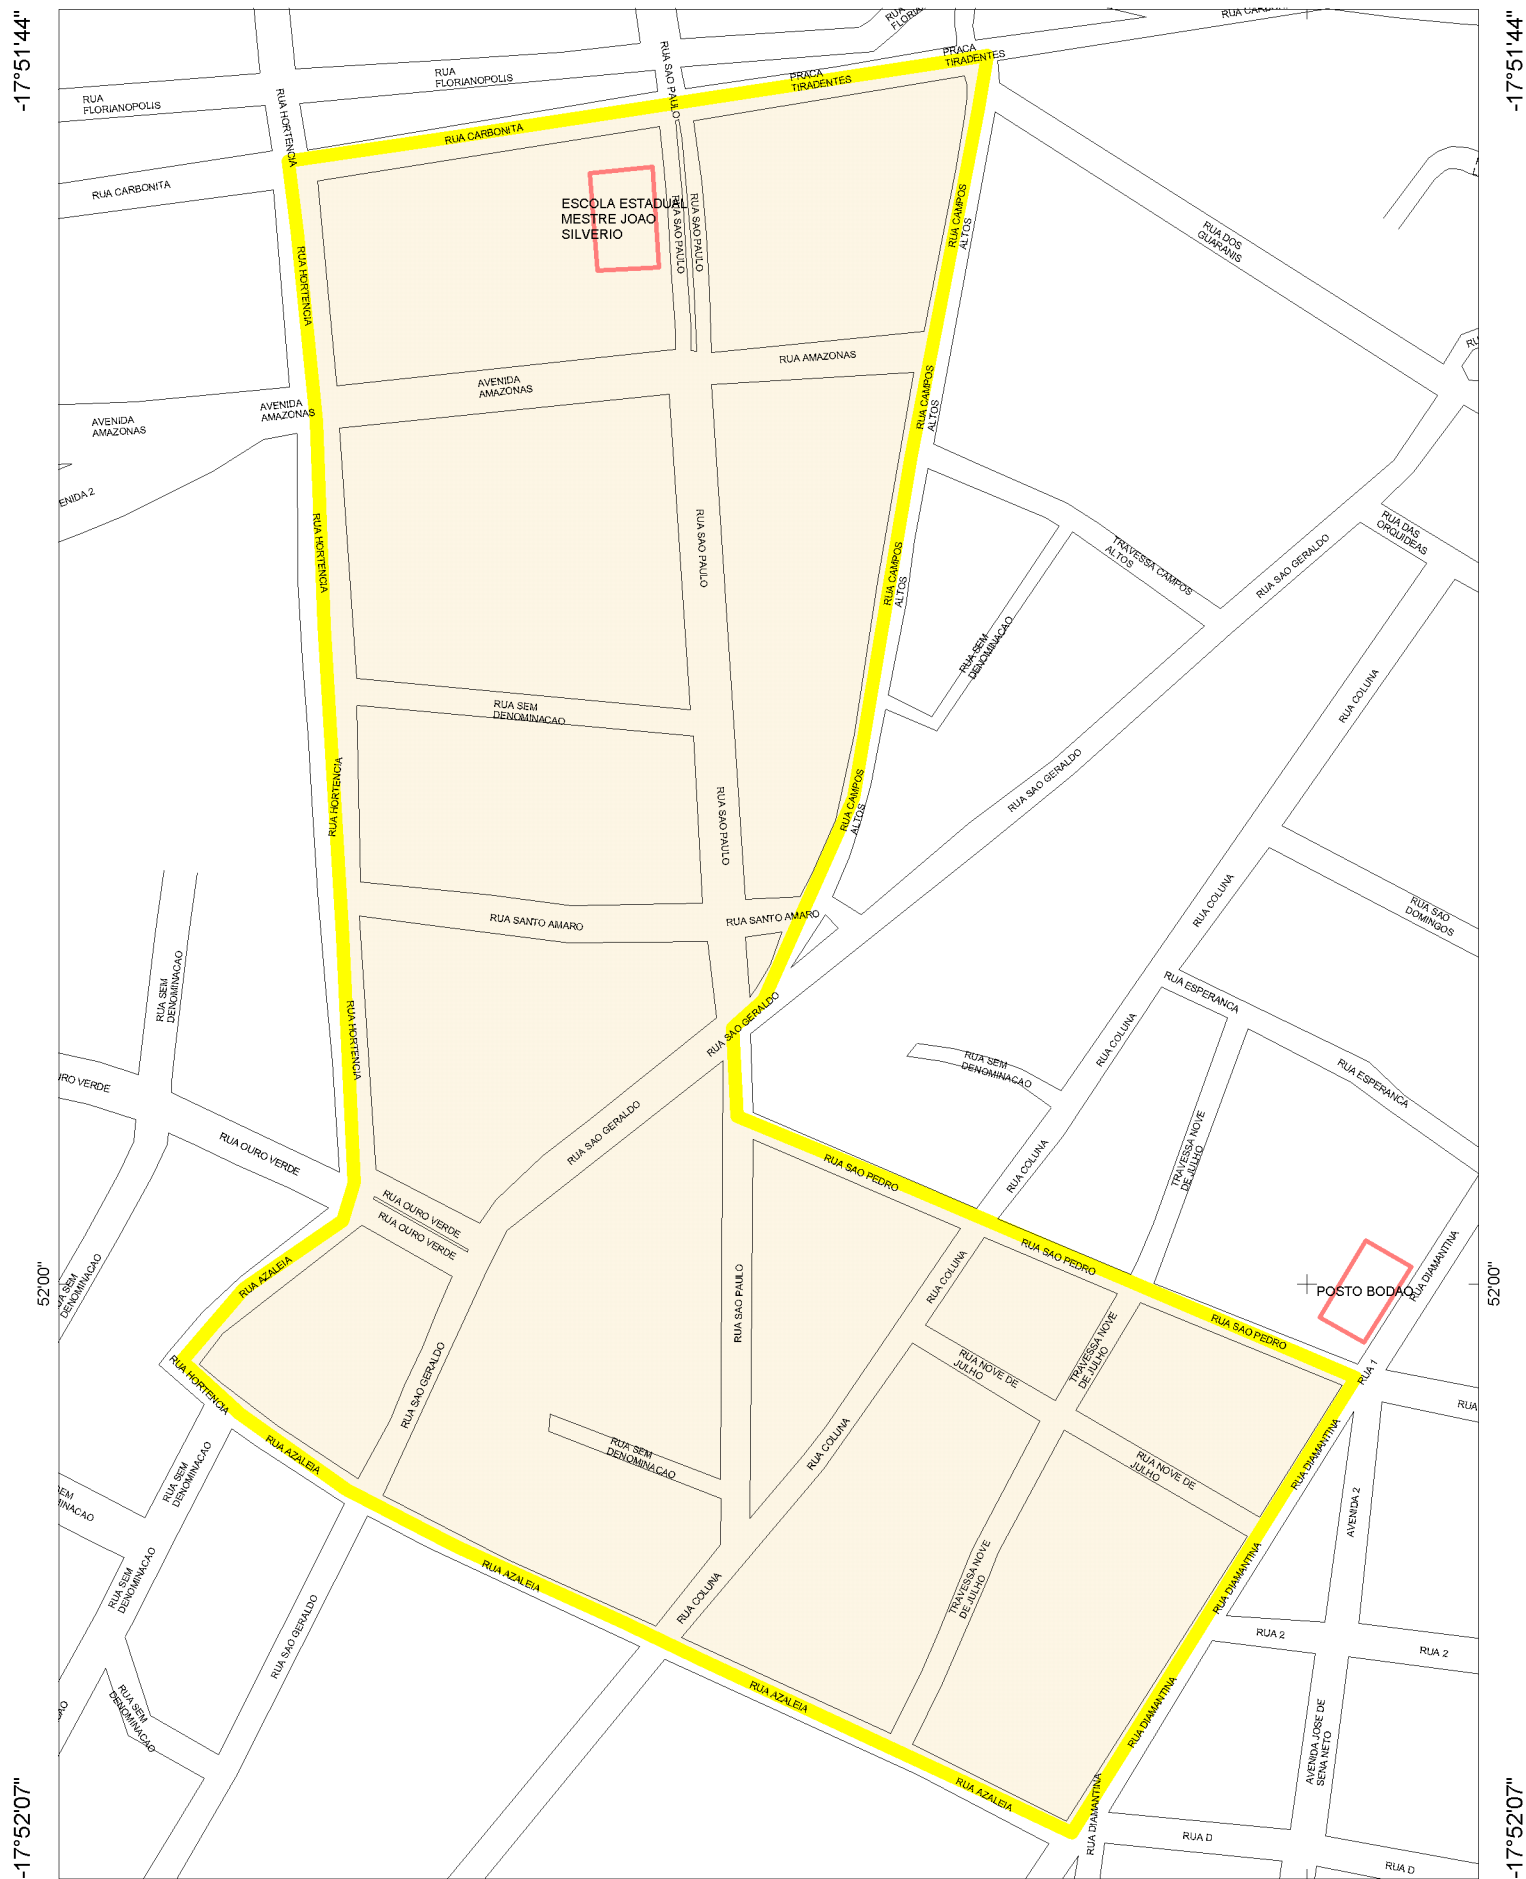 -17°51'44"
-17°51'44"
RUA
FLORIANOPOLIS
RUA
FLORIANOPOLIS
RUA
RUA SAO PAULO
PRACA
TIRADENTES
PRACA
TIRADENTES
RUA HORTENCIA
RUA CARBONITA
RUA CARBONITA
ESCOLA ESTADUAL
MESTRE JOAO
SILVERIO
RUA SAO PAULO
RUA SAO PAULO
RUA CAMPOS
ALTOS
RUA DOS
GUARANIS
RUA HORTENCIA
AVENIDA
AMAZONAS
AVENIDA
AMAZONAS
AVENIDA
AMAZONAS
RUA AMAZONAS
RUA CAMPOS
ALTOS
ENIDA 2
RUA HORTENCIA
RUA SAO PAULO
RUA CAMPOS
ALTOS
TRAVESSA CAMPOS
ALTOS
RUA SAO GERALDO
RUA DAS
ORQUIDEAS
RUA SEM
DENOMINACAO
RUA COLUNA
RUA SEM
DENOMINACAO
RUA HORTENCIA
RUA SAO PAULO
RUA CAMPOS
ALTOS
RUA SAO GERALDO
RUA SANTO AMARO
RUA SANTO AMARO
RUA COLUNA
RUA SAO
DOMINGOS
RUA SEM
DENOMINACAO
RUA HORTENCIA
RUA SAO GERALDO
RUA ESPERANCA
RUA COLUNA
RUA SEM
DENOMINACAO
RUA ESPERANCA
URO VERDE
RUA OURO VERDE
RUA SAO GERALDO
RUA SAO PEDRO
RUA COLUNA
TRAVESSA NOVE
DE JULHO
RUA OURO VERDE
RUA OURO VERDE
RUA SAO PEDRO
RUA DIAMANTINA
52'00"
52'00"
UA SEM
DENOMINACAO
RUA AZALEIA
RUA SAO PAULO
RUA COLUNA
POSTO BODAO
RUA SAO PEDRO
RUA HORTENCIA
RUA SAO GERALDO
RUA NOVE DE
JULHO
TRAVESSA NOVE
DE JULHO
RUA 1
RUA
RUA AZALEIA
RUA SEM
DENOMINACAO
RUA SEM
DENOMINACAO
RUA COLUNA
RUA NOVE DE
JULHO
RUA DIAMANTINA
AVENIDA 2
EM
INACAO
RUA SEM
DENOMINACAO
RUA AZALEIA
RUA SAO GERALDO
RUA COLUNA
TRAVESSA NOVE
DE JULHO
RUA DIAMANTINA
RUA 2
RUA 2
RUA SEM
DENOMINACAO
RUA AZALEIA
RUA DIAMANTINA
AVENIDA JOSE DE
SENA NETO
RUA AZALEIA
RUA DIAMANTINA
RUA D
RUA D
-17°52'07"
-17°52'07"